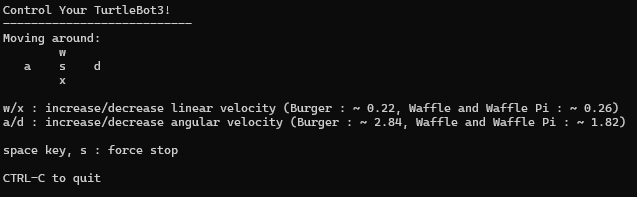 Control Your TurtleBot3!
---------------------------
Moving around:
        w
   a    s    d
        x

w/x : increase/decrease linear velocity (Burger : ~ 0.22, Waffle and Waffle Pi : ~ 0.26)
a/d : increase/decrease angular velocity (Burger : ~ 2.84, Waffle and Waffle Pi : ~ 1.82)

space key, s : force stop

CTRL-C to quit